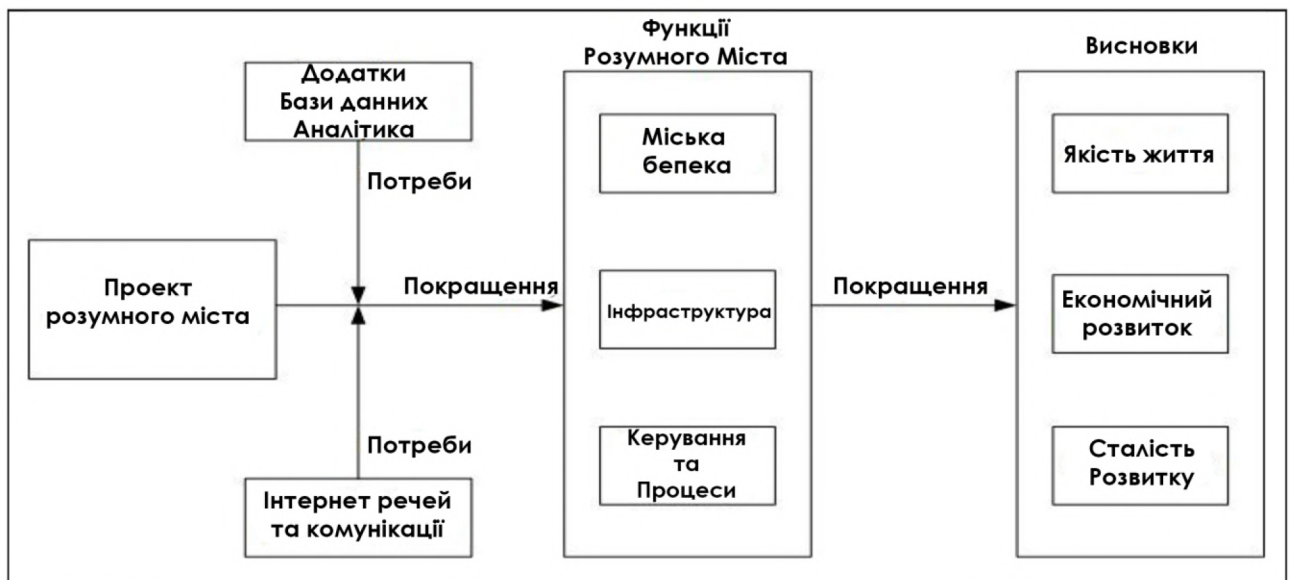 Функції
Розумного Міста
Висновки
Додатки
Бази данних
Аналітика
Потреби
Міська
бепека
Якість життя
Проект
розумного міста
Покращення
Інфраструктура
Покращення
Економічний
розвиток
Потреби
Інтернет речей
та комунікації
Керування
та
Процеси
Сталість
Розвитку